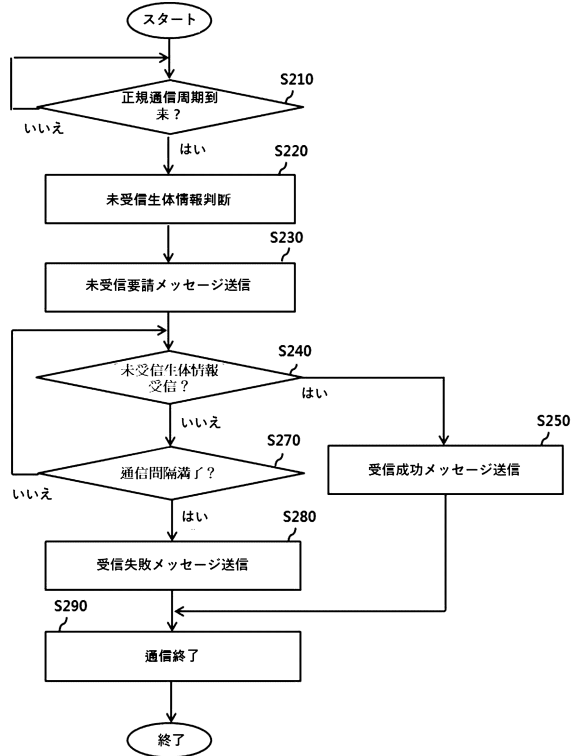 スタート
S210
正規通信周期到
来？
いいえ
はい
S220
未受信生体情報判断
S230
未受信要請メッセージ送信
S240
未受信生体情報
受信？
はい
いいえ
S250
受信成功メッセージ送信
S270
通信間隔満了？
いいえ
はい
S280
受信失敗メッセージ送信
S290
通信終了
終了